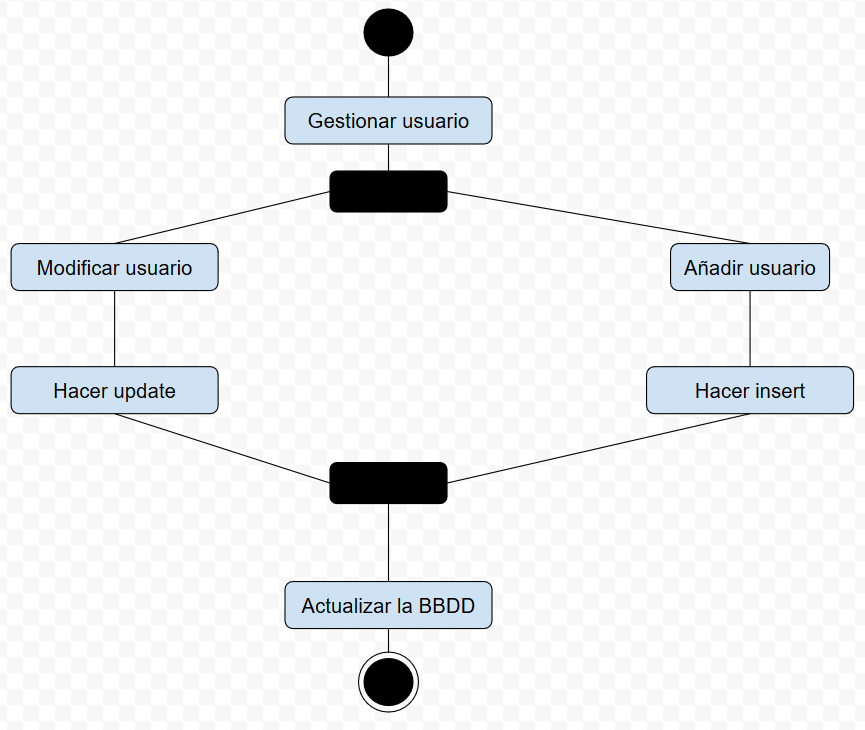 Gestionar usuario
Modificar usuario
Añadir usuario
Hacer update
Hacer insert
Actualizar la BBDD